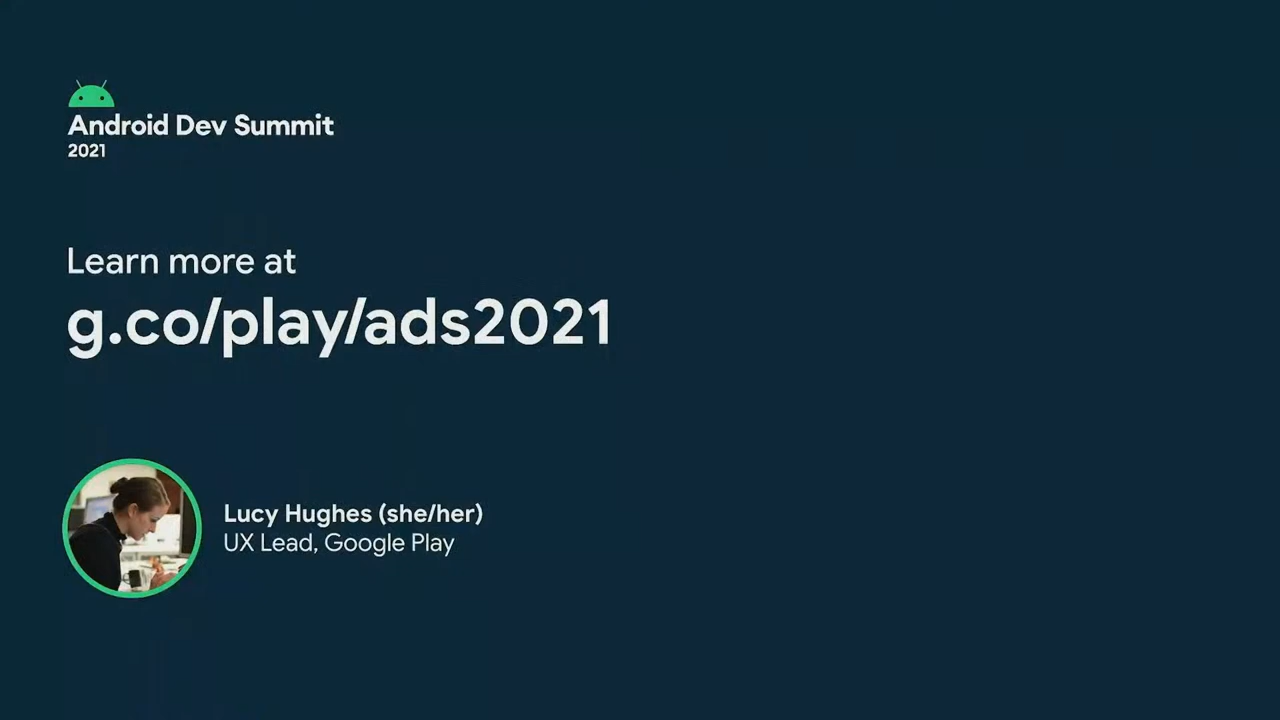 Android Dev Summit
2021
Learn more at
g.co/play/ads2021
Lucy Hughes (she/her)
UX Lead, Google Play